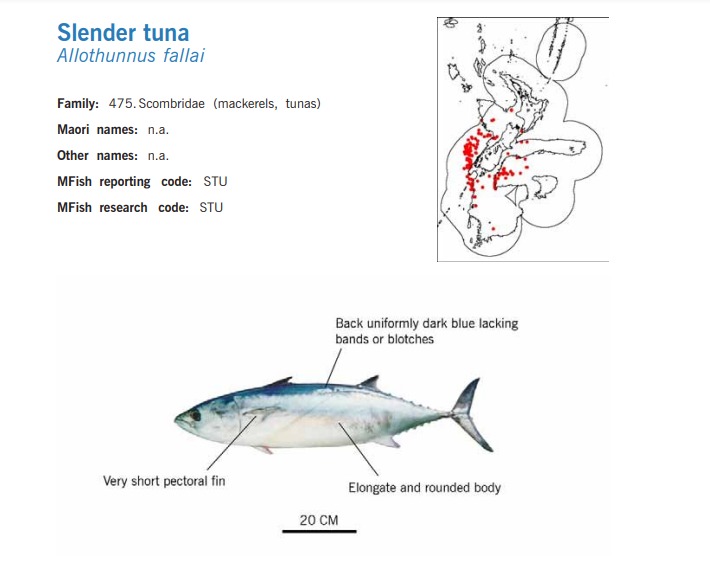 Slender tuna
Allothunnus fallai
Family: 475. Scombridae (mackerels, tunas)
Maori names: n.a.
Other names: n.a.
MFish reporting code: STU
MFish research code: STU
Back uniformly dark blue lacking
bands or blotches
Very short pectoral fin
Elongate and rounded body
20 CM